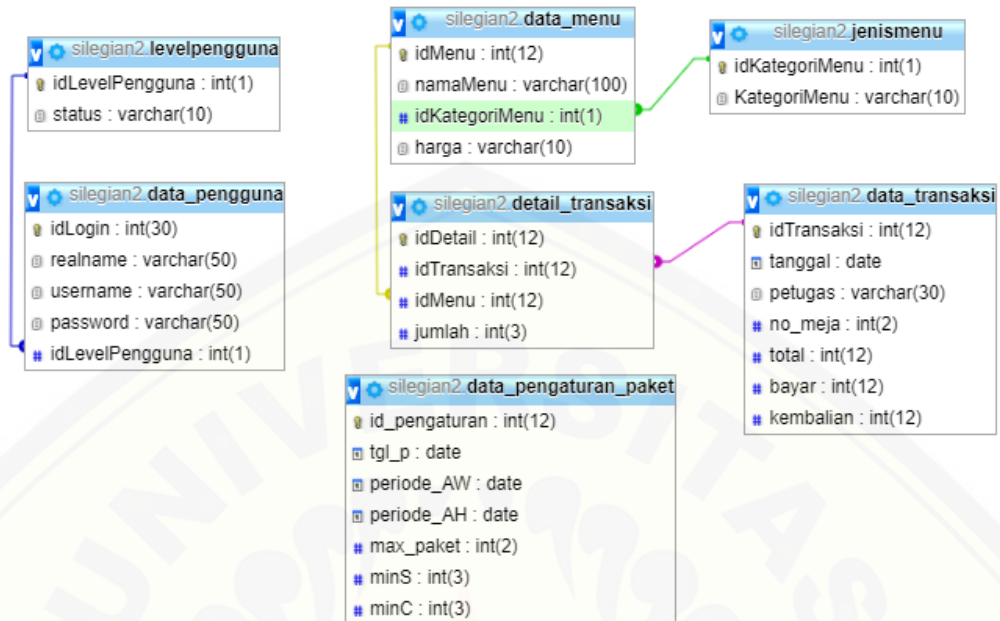 silegian2.levelpengguna
idLevelPengguna : int(1)
status : varchar(10)
silegian2.data_pengguna
idLogin : int(30)
realname : varchar(50)
username : varchar(50)
password : varchar(50)
idLevelPengguna : int(1)
silegian2.data_menu
idMenu : int(12)
namaMenu : varchar(100)
idKategoriMenu : int(1)
harga : varchar(10)
silegian2.jenismenu
idKategoriMenu : int(1)
KategoriMenu : varchar(10)
silegian2.detail_transaksi
idDetail : int(12)
idTransaksi : int(12)
idMenu : int(12)
jumlah : int(3)
silegian2.data_transaksi
idTransaksi : int(12)
tanggal : date
petugas : varchar(30)
no_meja : int(2)
total : int(12)
bayar : int(12)
kembalian : int(12)
silegian2.data_pengaturan_paket
id_pengaturan : int(12)
tgl_p : date
periode_AW : date
periode_AH : date
max_paket : int(2)
minS : int(3)
minC : int(3)
UNIVERSITAS